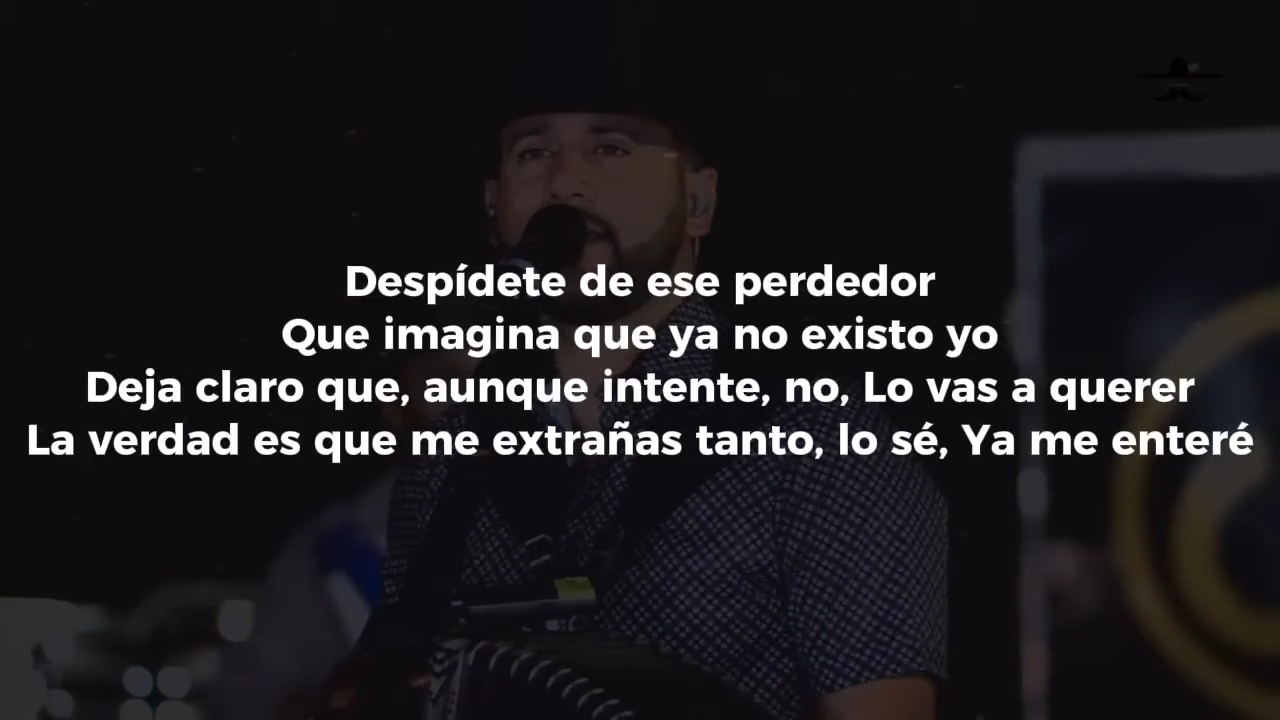 Despídete de ese perdedor
Que imagina que ya no existo yo
Deja claro que, aunque intente, no, Lo vas a querer
La verdad es que me extrañas tanto, lo sé, Ya me enteré